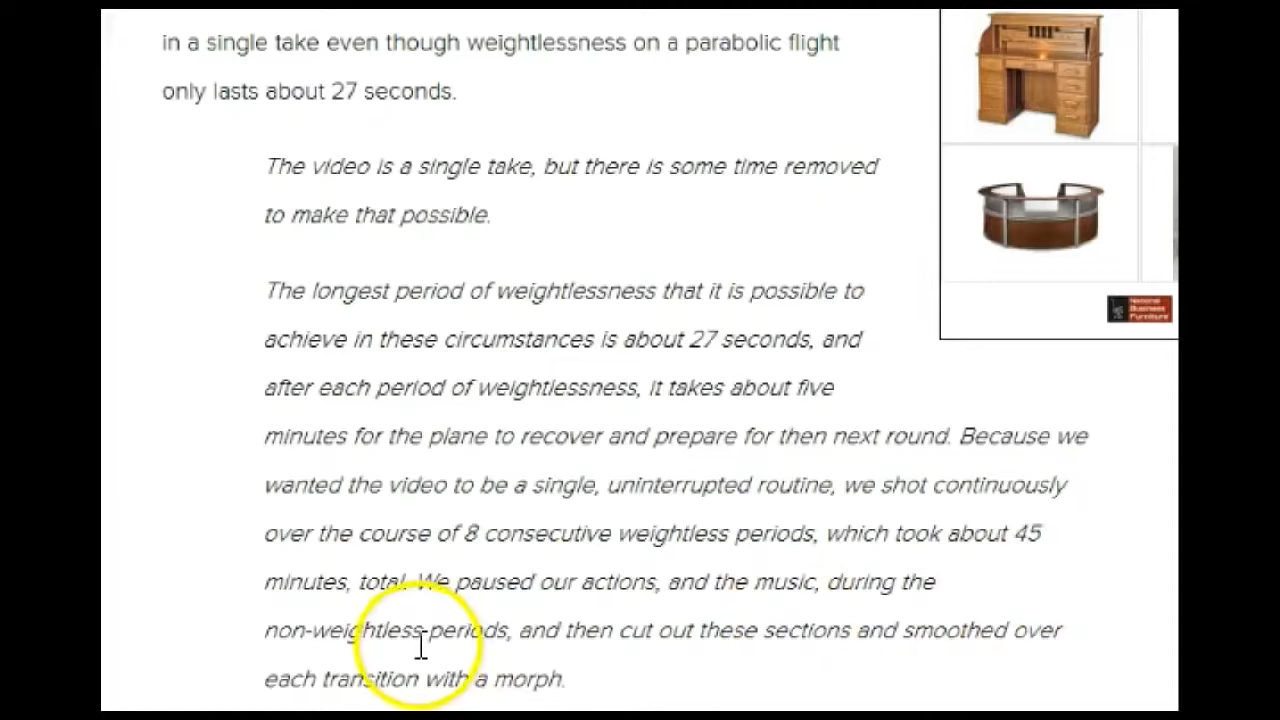 in a single take even though weightlessness on a parabolic flight
only lasts about 27 seconds.
The video is a single take, but there is some time removed
to make that possible.
The longest period of weightlessness that it is possible to
achieve in these circumstances is about 27 seconds, and
after each period of weightlessness, it takes about five
minutes for the plane to recover and prepare for then next round. Because we
wanted the video to be a single, uninterrupted routine, we shot continuously
over the course of 8 consecutive weightless periods, which took about 45
minutes, total. We paused our actions, and the music, during the
non-weightless periods, and then cut out these sections and smoothed over
each transition with a morph.
National
Business
Furniture